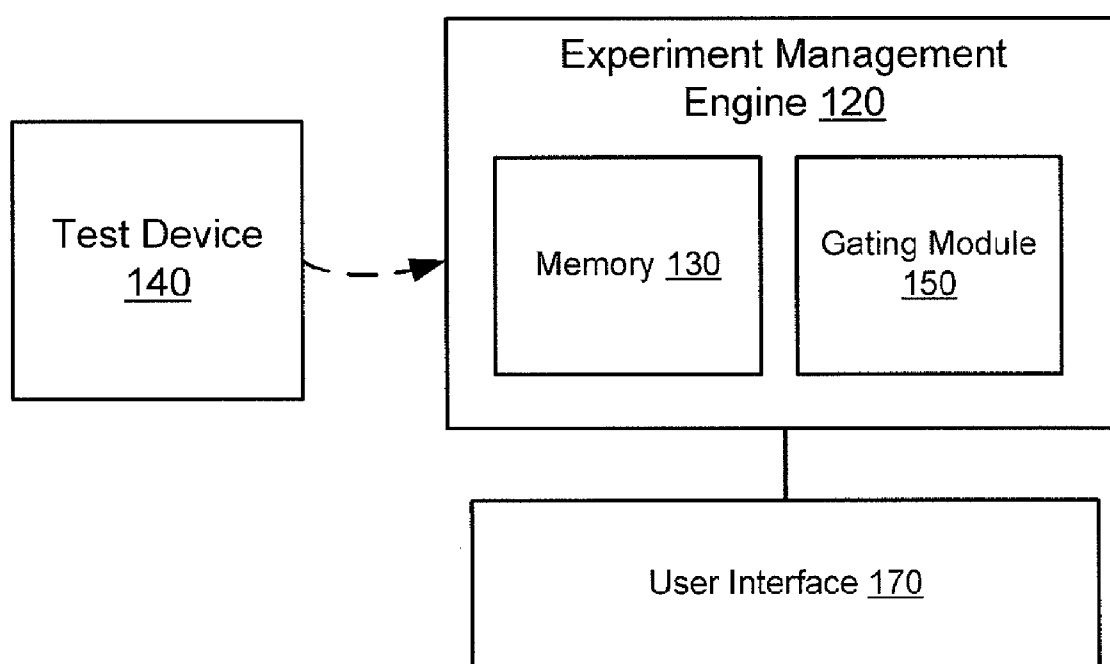 Experiment Management
Engine 120
Test Device
140
Memory 130
Gating Module
150
User Interface 170